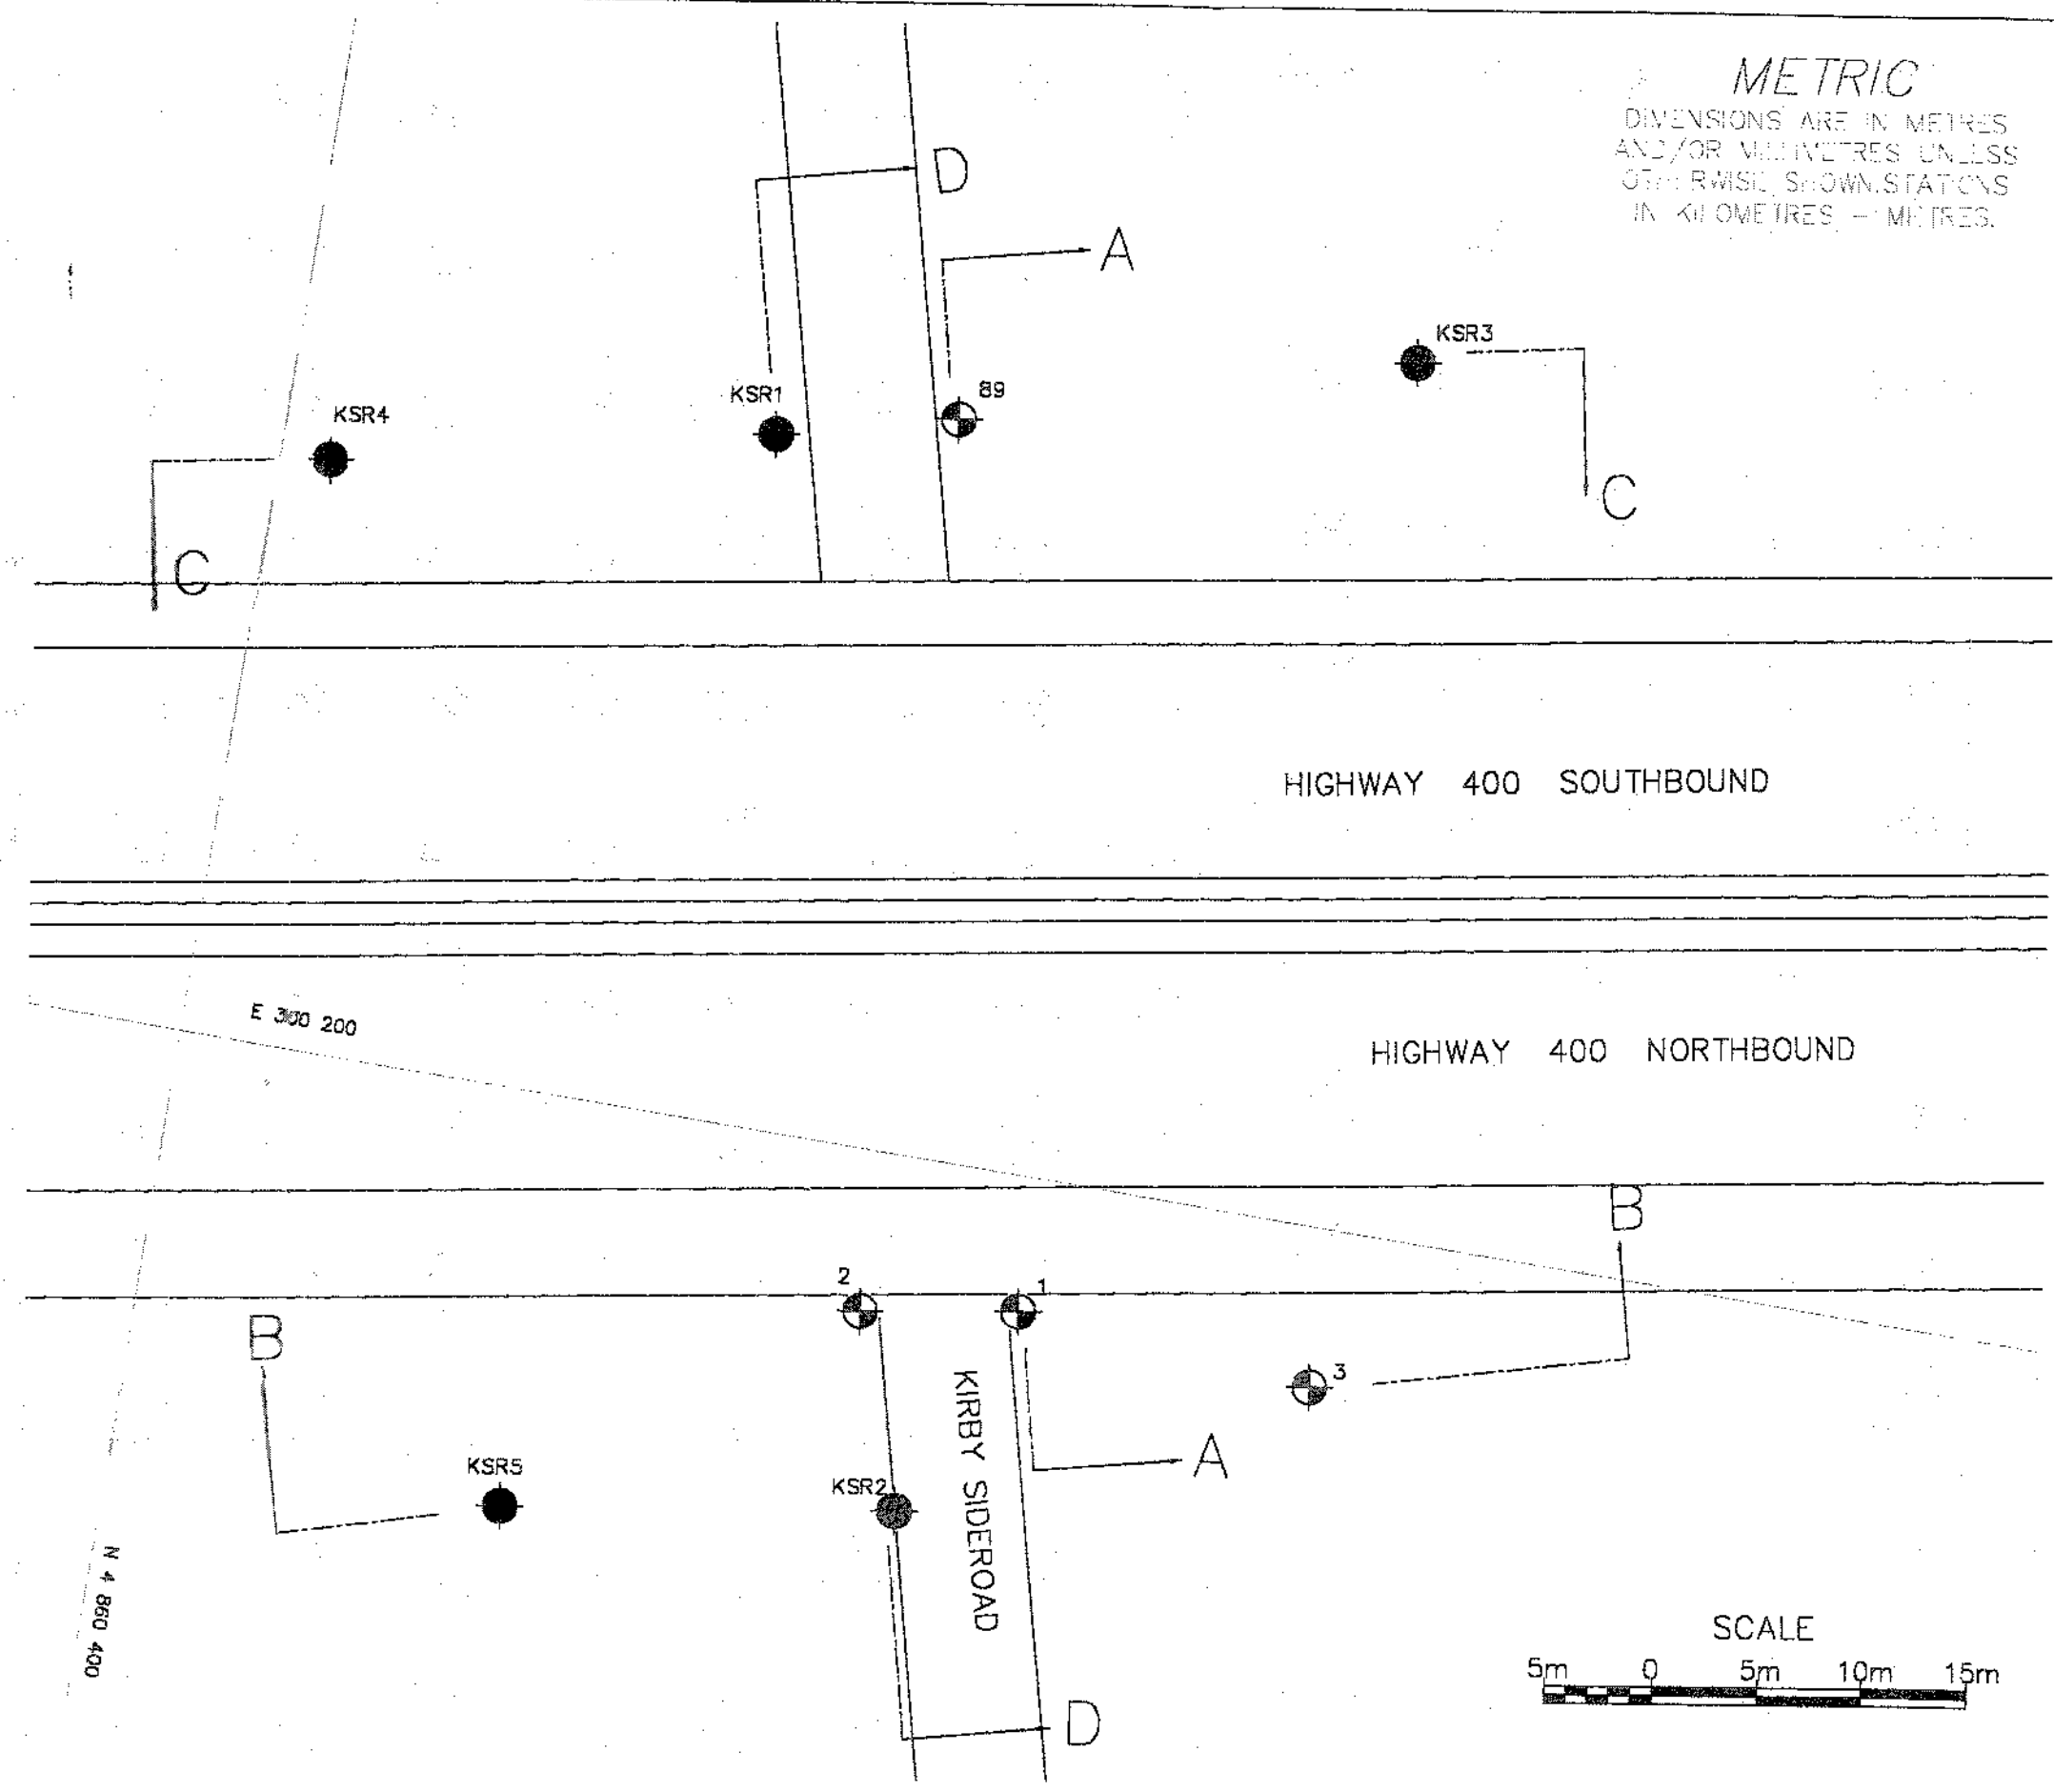 METRIC
DIMENSIONS ARE IN METRES
AND/OR MILLIMETRES UNLESS
OTHERWISE SHOWN. STATIONS
IN KILOMETRES - METRES.
D
A
KSR3
KSR1
89
KSR4
C
C
HIGHWAY 400 SOUTHBOUND
E 300 200
HIGHWAY 400 NORTHBOUND
B
2
1
B
3
KIRBY SIDEROAD
A
KSR5
KSR2
N 4 860 400
SCALE
5m 0 5m 10m 15m
D